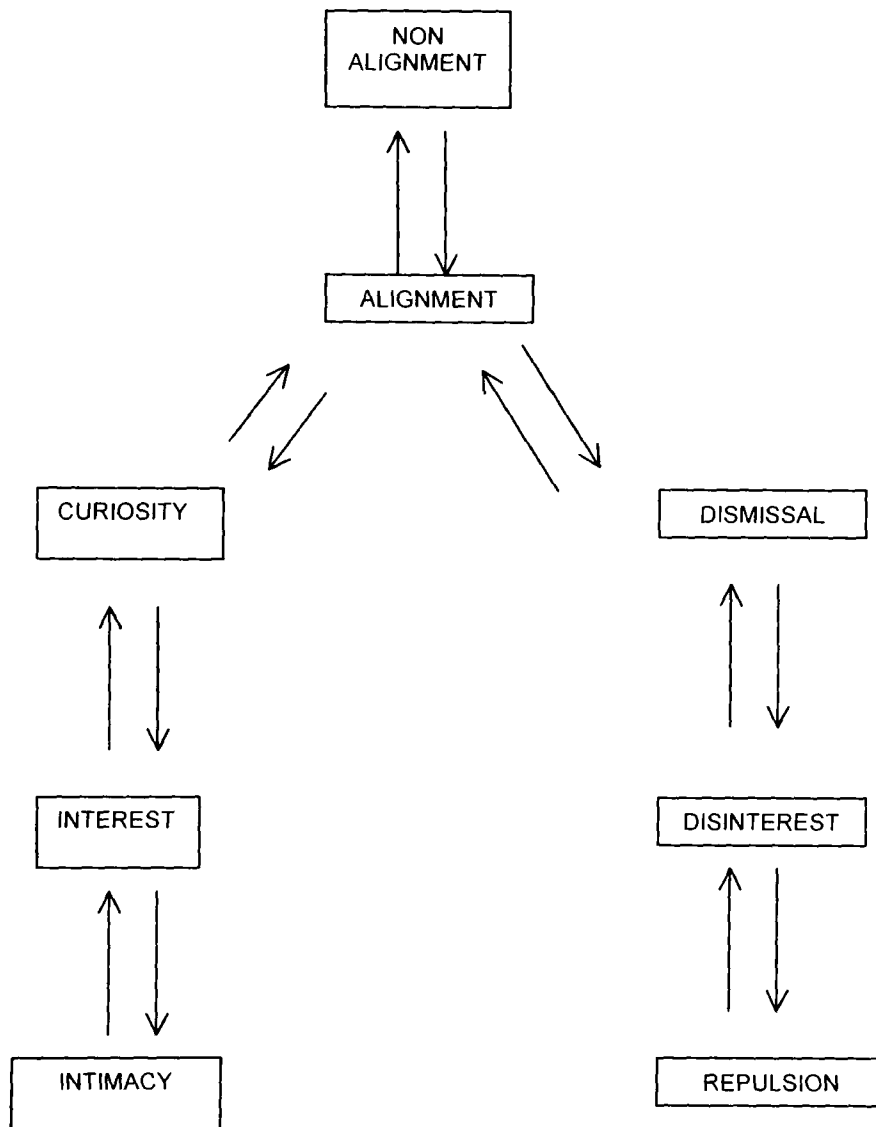 NON
ALIGNMENT
ALIGNMENT
CURIOSITY
DISMISSAL
INTEREST
DISINTEREST
INTIMACY
REPULSION